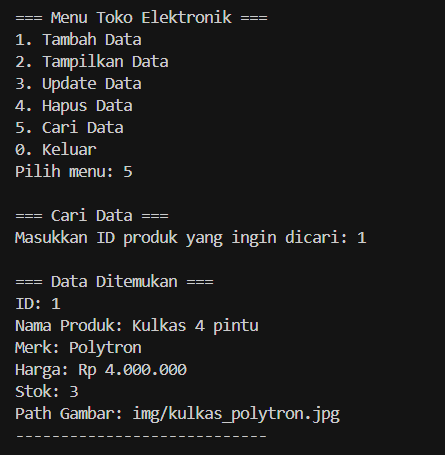 === Menu Toko Elektronik ===
1. Tambah Data
2. Tampilkan Data
3. Update Data
4. Hapus Data
5. Cari Data
0. Keluar
Pilih menu: 5
=== Cari Data ===
Masukkan ID produk yang ingin dicari: 1
=== Data Ditemukan ===
ID: 1
Nama Produk: Kulkas 4 pintu
Merk: Polytron
Harga: Rp 4.000.000
Stok: 3
Path Gambar: img/kulkas_polytron.jpg
----------------------------